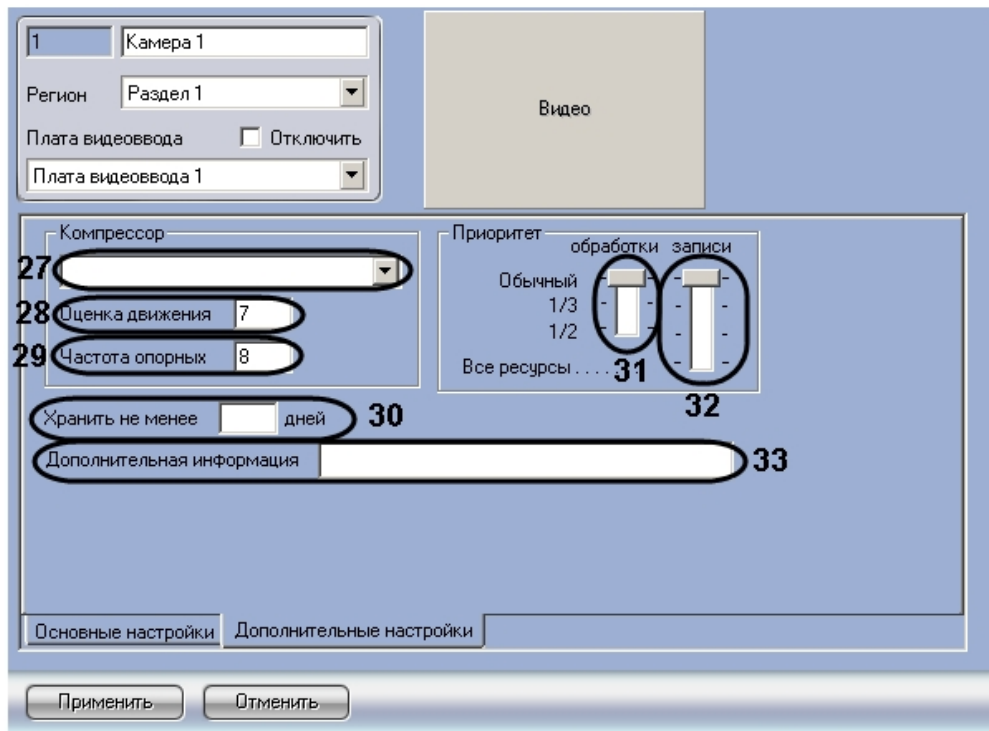 1 Камера 1
Регион Раздел 1
Плата видеоввода Отключить
Плата видеоввода 1
Видео
Компрессор
27
28 Оценка движения 7
29 Частота опорных 8
Приоритет
обработки записи
Обычный
1/3
1/2
Все ресурсы . . . .
31
32
Хранить не менее дней 30
Дополнительная информация 33
Основные настройки Дополнительные настройки
Применить Отменить